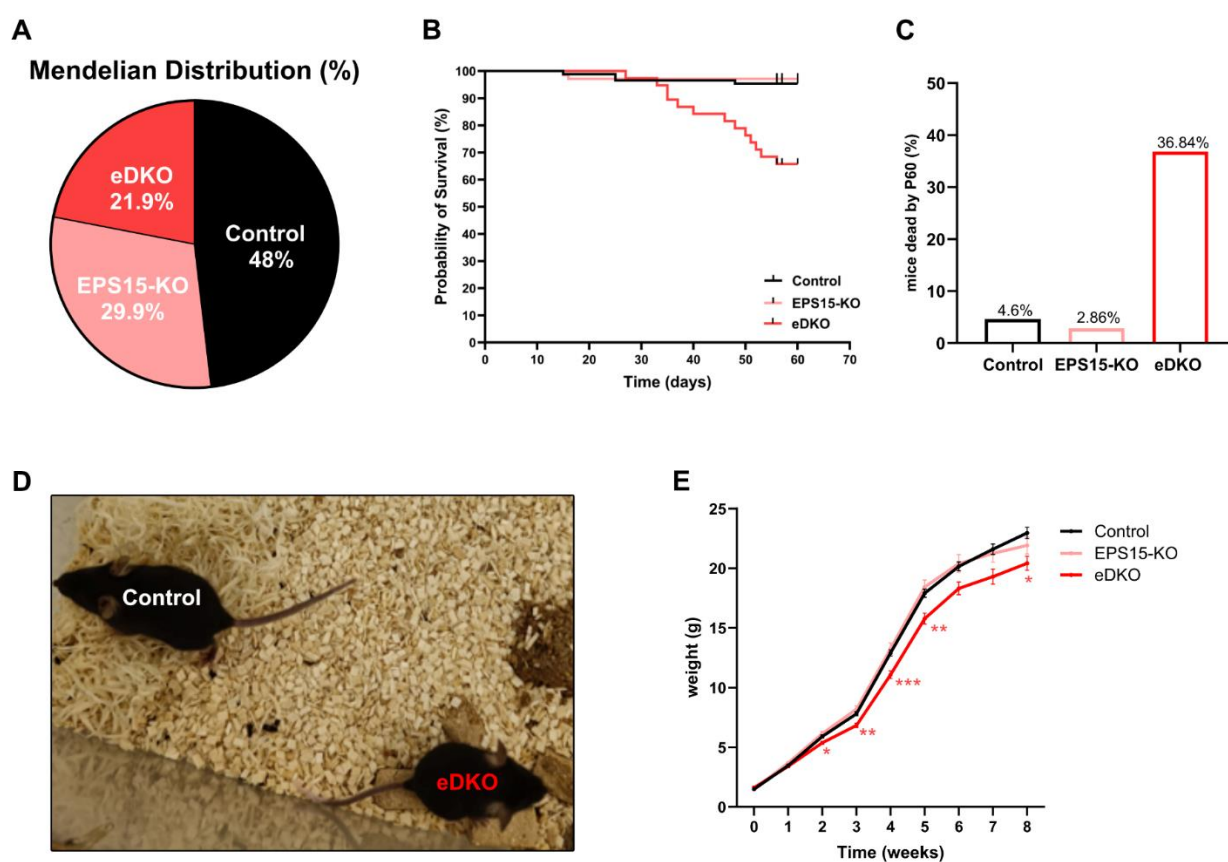 A
Mendelian Distribution (%)
eDKO
21.9%
Control
48%
EPS15-KO
29.9%
B
Probability of Survival (%)
100
90
80
70
60
50
40
30
20
10
0
0 10 20 30 40 50 60 70
Time (days)
Control
EPS15-KO
eDKO
C
mice dead by P60 (%)
50
40
30
20
10
0
4.6%
2.86%
36.84%
Control EPS15-KO eDKO
D
Control
eDKO
E
weight (g)
25
20
15
10
5
0
0 1 2 3 4 5 6 7 8
Time (weeks)
*
**
***
**
*
Control
EPS15-KO
eDKO